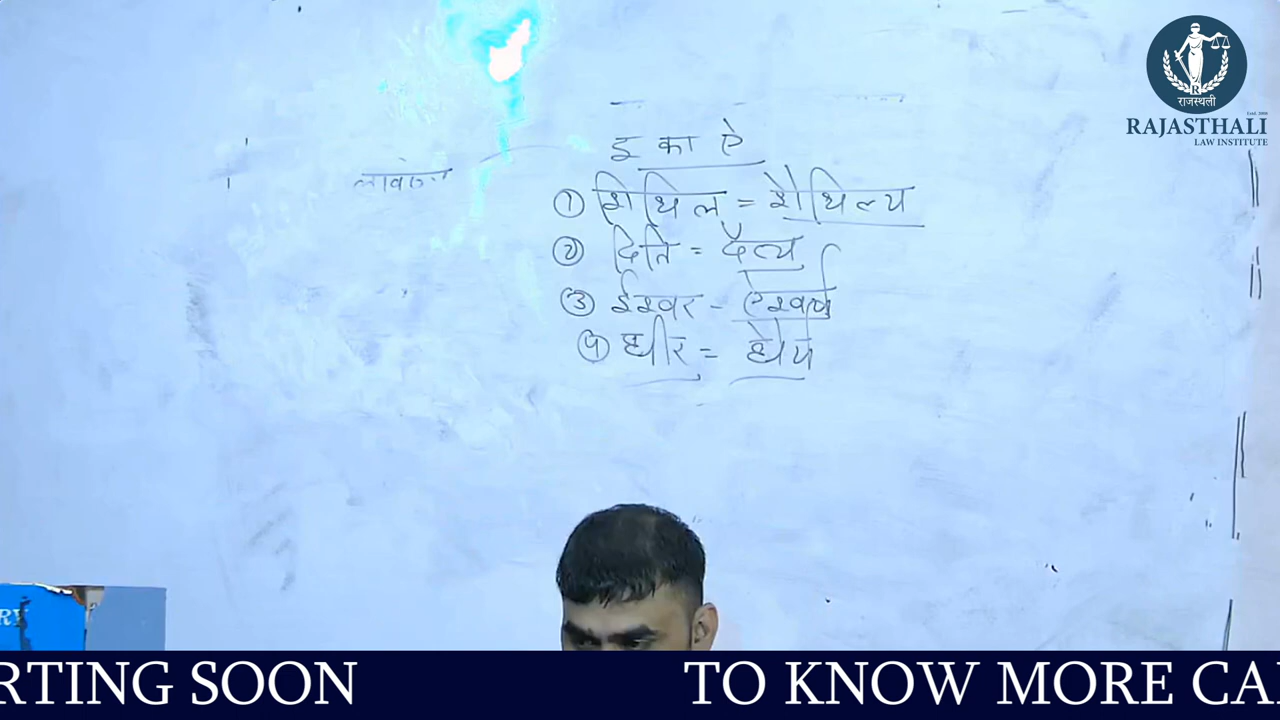 राजस्थली
RAJASTHALI
LAW INSTITUTE
इ का ऐ
① शिथिल = शैथिल्य
② दिति = दैत्य
③ ईश्वर - ऐश्वर्य
④ धीर = धैर्य
RTING SOON TO KNOW MORE CA